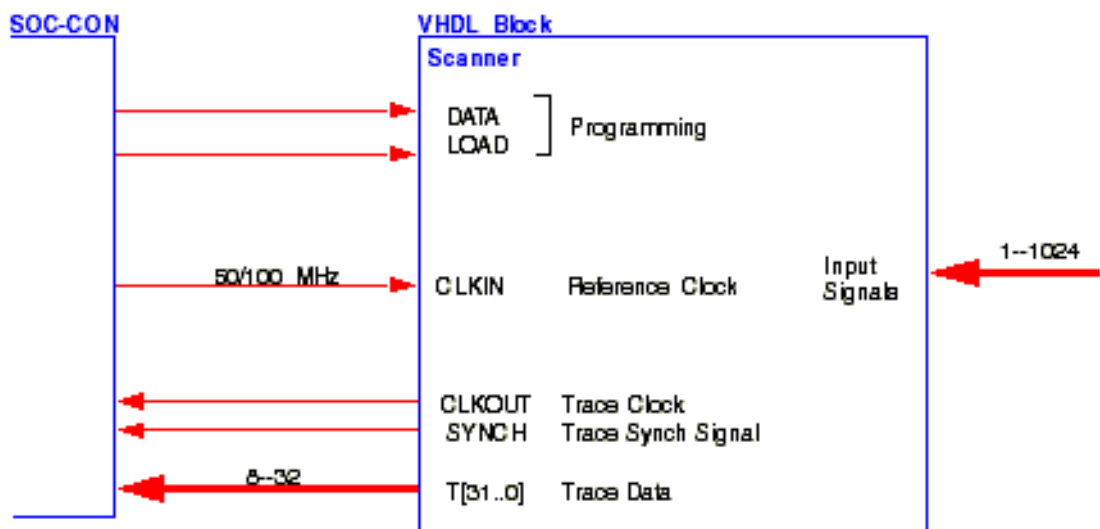 SOC-CON
VHDL Block
Scanner
DATA
LOAD
Programming
50/100 MHz
CLKIN
Reference Clock
Input
Signals
1--1024
CLKOUT
Trace Clock
SYNCH
Trace Synch Signal
8--32
T[31..0]
Trace Data